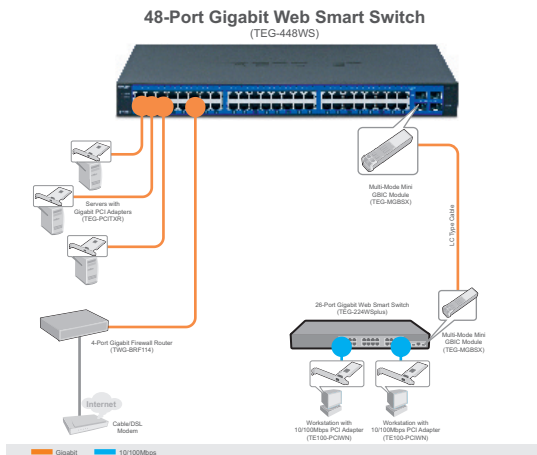 48-Port Gigabit Web Smart Switch
(TEG-448WS)
Servers with
Gigabit PCI Adapters
(TEG-PCITXR)
Multi-Mode Mini
GBIC Module
(TEG-MGBSX)
LC Type Cable
26-Port Gigabit Web Smart Switch
(TEG-224WSplus)
4-Port Gigabit Firewall Router
(TWG-BRF114)
Multi-Mode Mini
GBIC Module
(TEG-MGBSX)
Internet
Cable/DSL
Modem
Workstation with
10/100Mbps PCI Adapter
(TE100-PCIWN)
Workstation with
10/100Mbps PCI Adapter
(TE100-PCIWN)
Gigabit
10/100Mbps